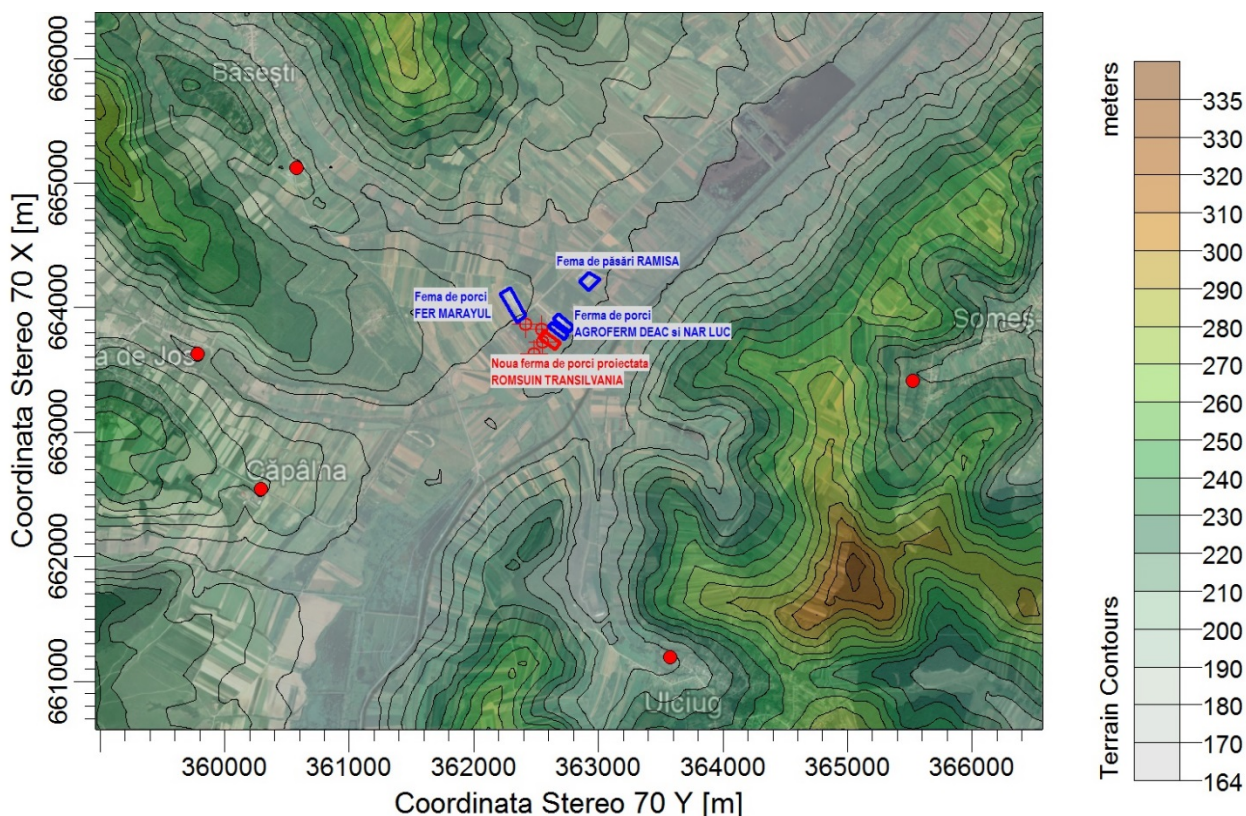 Coordinata Stereo 70 X [m]
666000
665000
664000
663000
662000
661000
Băsești
Fema de păsări RAMISA
Fema de porci
FER MARAYUL
Ferma de porci
AGROFERM DEAC si NAR LUC
Noua ferma de porci proiectata
ROMSUIN TRANSILVANIA
a de Jos
Someș
Căpâlna
Ulciug
360000
361000
362000
363000
364000
365000
366000
Coordinata Stereo 70 Y [m]
Terrain Contours
meters
335
330
320
310
300
290
280
270
260
250
240
230
220
210
200
190
180
170
164